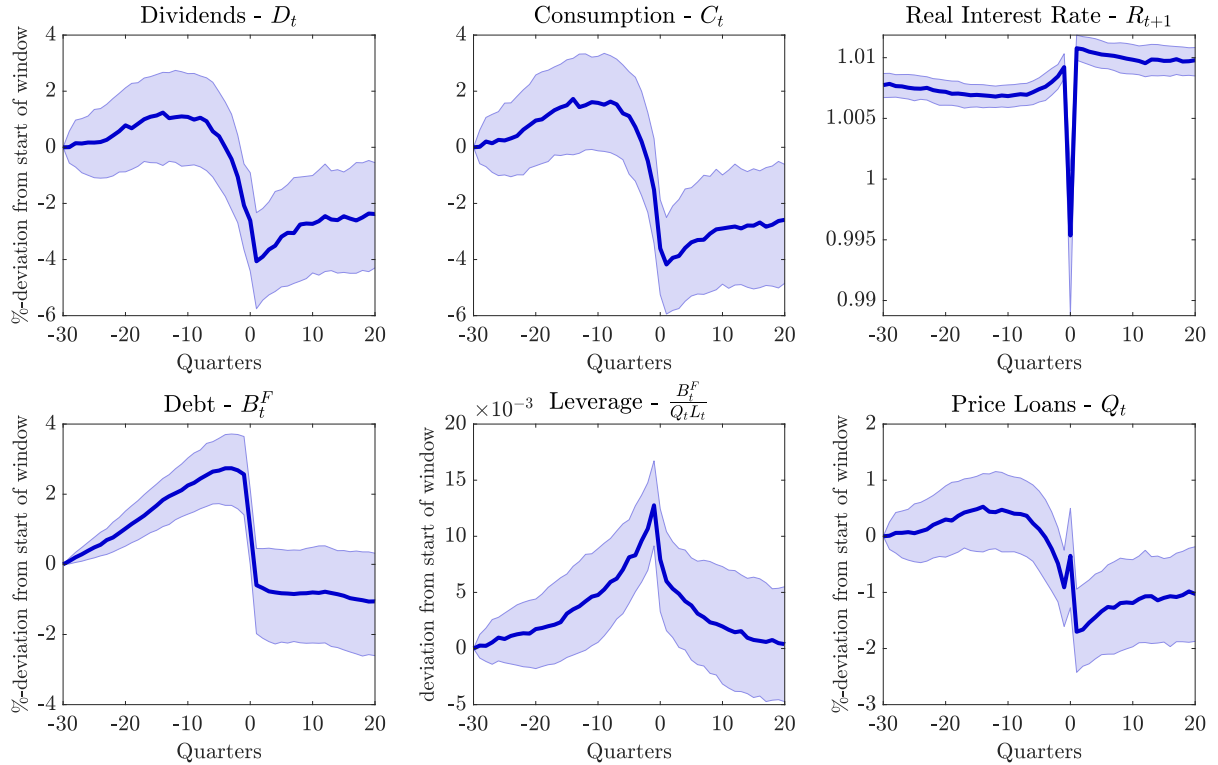 Dividends - D_t
%-deviation from start of window
4
2
0
-2
-4
-6
-30 -20 -10 0 10 20
Quarters
Consumption - C_t
4
2
0
-2
-4
-6
-30 -20 -10 0 10 20
Quarters
Real Interest Rate - R_{t+1}
1.01
1.005
1
0.995
0.99
-30 -20 -10 0 10 20
Quarters
Debt - B_t^F
%-deviation from start of window
4
2
0
-2
-4
-30 -20 -10 0 10 20
Quarters
×10^{-3} Leverage - \frac{B_t^F}{Q_t L_t}
deviation from start of window
20
15
10
5
0
-5
-30 -20 -10 0 10 20
Quarters
Price Loans - Q_t
%-deviation from start of window
2
1
0
-1
-2
-3
-30 -20 -10 0 10 20
Quarters